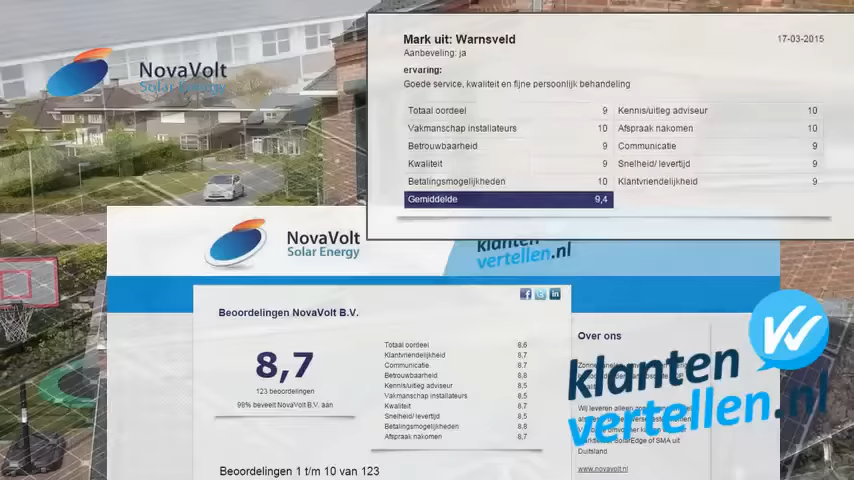 NovaVolt
Solar Energy
Mark uit: Warnsveld
17-03-2015
Aanbeveling: ja
ervaring:
Goede service, kwaliteit en fijne persoonlijk behandeling
Totaal oordeel 9 Kennis/uitleg adviseur 10
Vakmanschap installateurs 10 Afspraak nakomen 10
Betrouwbaarheid 9 Communicatie 9
Kwaliteit 9 Snelheid/ levertijd 9
Betalingsmogelijkheden 10 Klantvriendelijkheid 9
Gemiddelde 9,4
NovaVolt
Solar Energy
klanten
vertellen.nl
Beoordelingen NovaVolt B.V.
8,7
123 beoordelingen
98% beveelt NovaVolt B.V. aan
Totaal oordeel 8,6
Klantvriendelijkheid 8,7
Communicatie 8,7
Betrouwbaarheid 8,8
Kennis/uitleg adviseur 8,5
Vakmanschap installateurs 8,5
Kwaliteit 8,7
Snelheid/ levertijd 8,5
Betalingsmogelijkheden 8,8
Afspraak nakomen 8,7
Beoordelingen 1 t/m 10 van 123
Over ons
Wij leveren alleen
SolarEdge of SMA uit
Duitsland
www.novavolt.nl
klanten
vertellen.nl